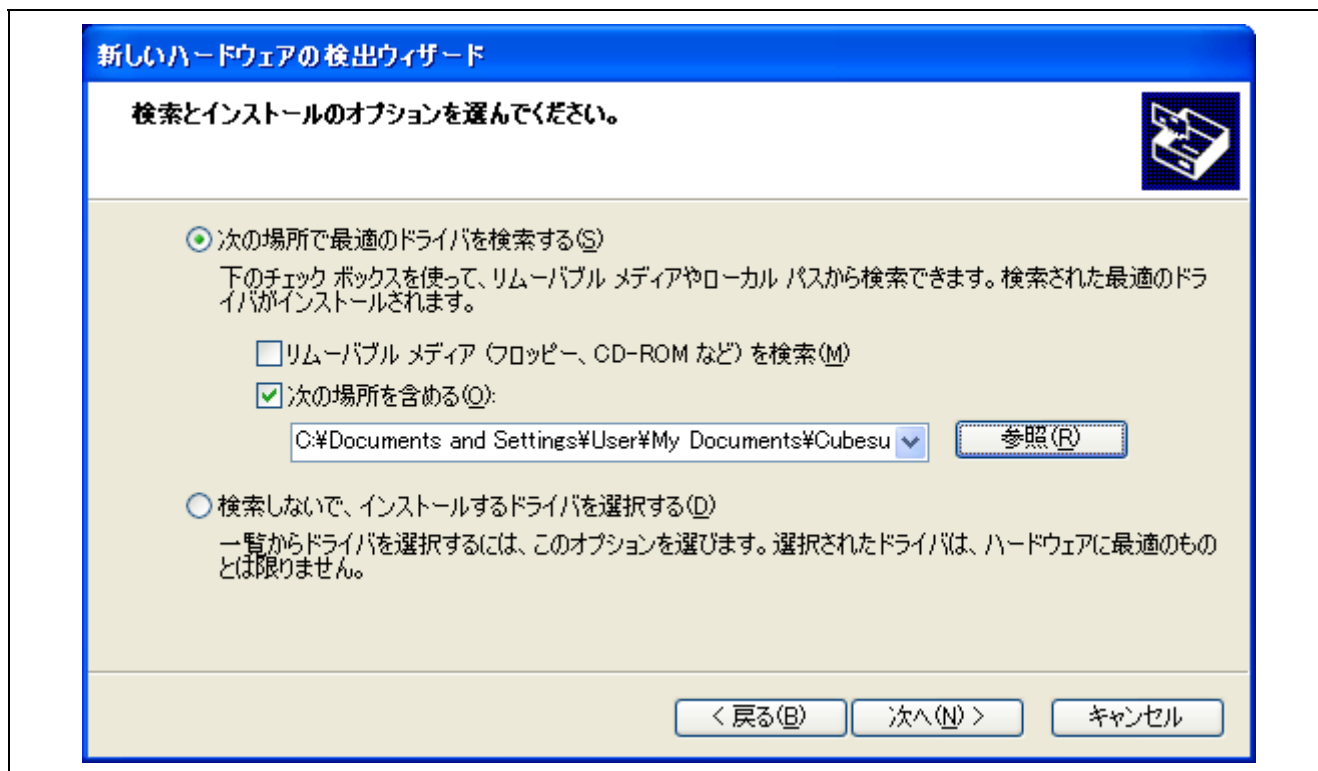 新しいハードウェアの検出ウィザード
検索とインストールのオプションを選んでください。
次の場所で最適のドライバを検索する(S)
下のチェック ボックスを使って、リムーバブル メディアやローカル パスから検索できます。検索された最適のドラ
イバがインストールされます。
リムーバブル メディア (フロッピー、CD-ROM など) を検索(M)
次の場所を含める(O):
C:¥Documents and Settings¥User¥My Documents¥Cubesu
参照(R)
検索しないで、インストールするドライバを選択する(D)
一覧からドライバを選択するには、このオプションを選びます。選択されたドライバは、ハードウェアに最適のもの
とは限りません。
< 戻る(B)
次へ(N) >
キャンセル